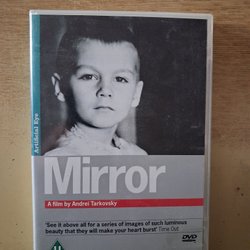 Artificial Eye
Mirror
A film by Andrei Tarkovsky
'See it above all for a series of images of such luminous
beauty that they will make your heart burst' Time Out
U
DVD